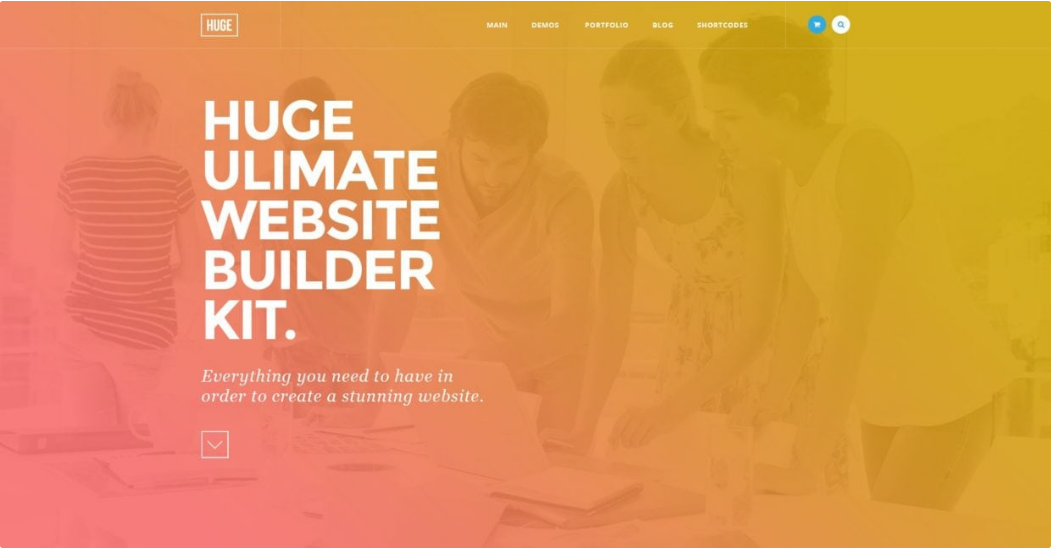 HUGE
MAIN DEMOS PORTFOLIO BLOG SHORTCODES
HUGE
ULIMATE
WEBSITE
BUILDER
KIT.
Everything you need to have in
order to create a stunning website.